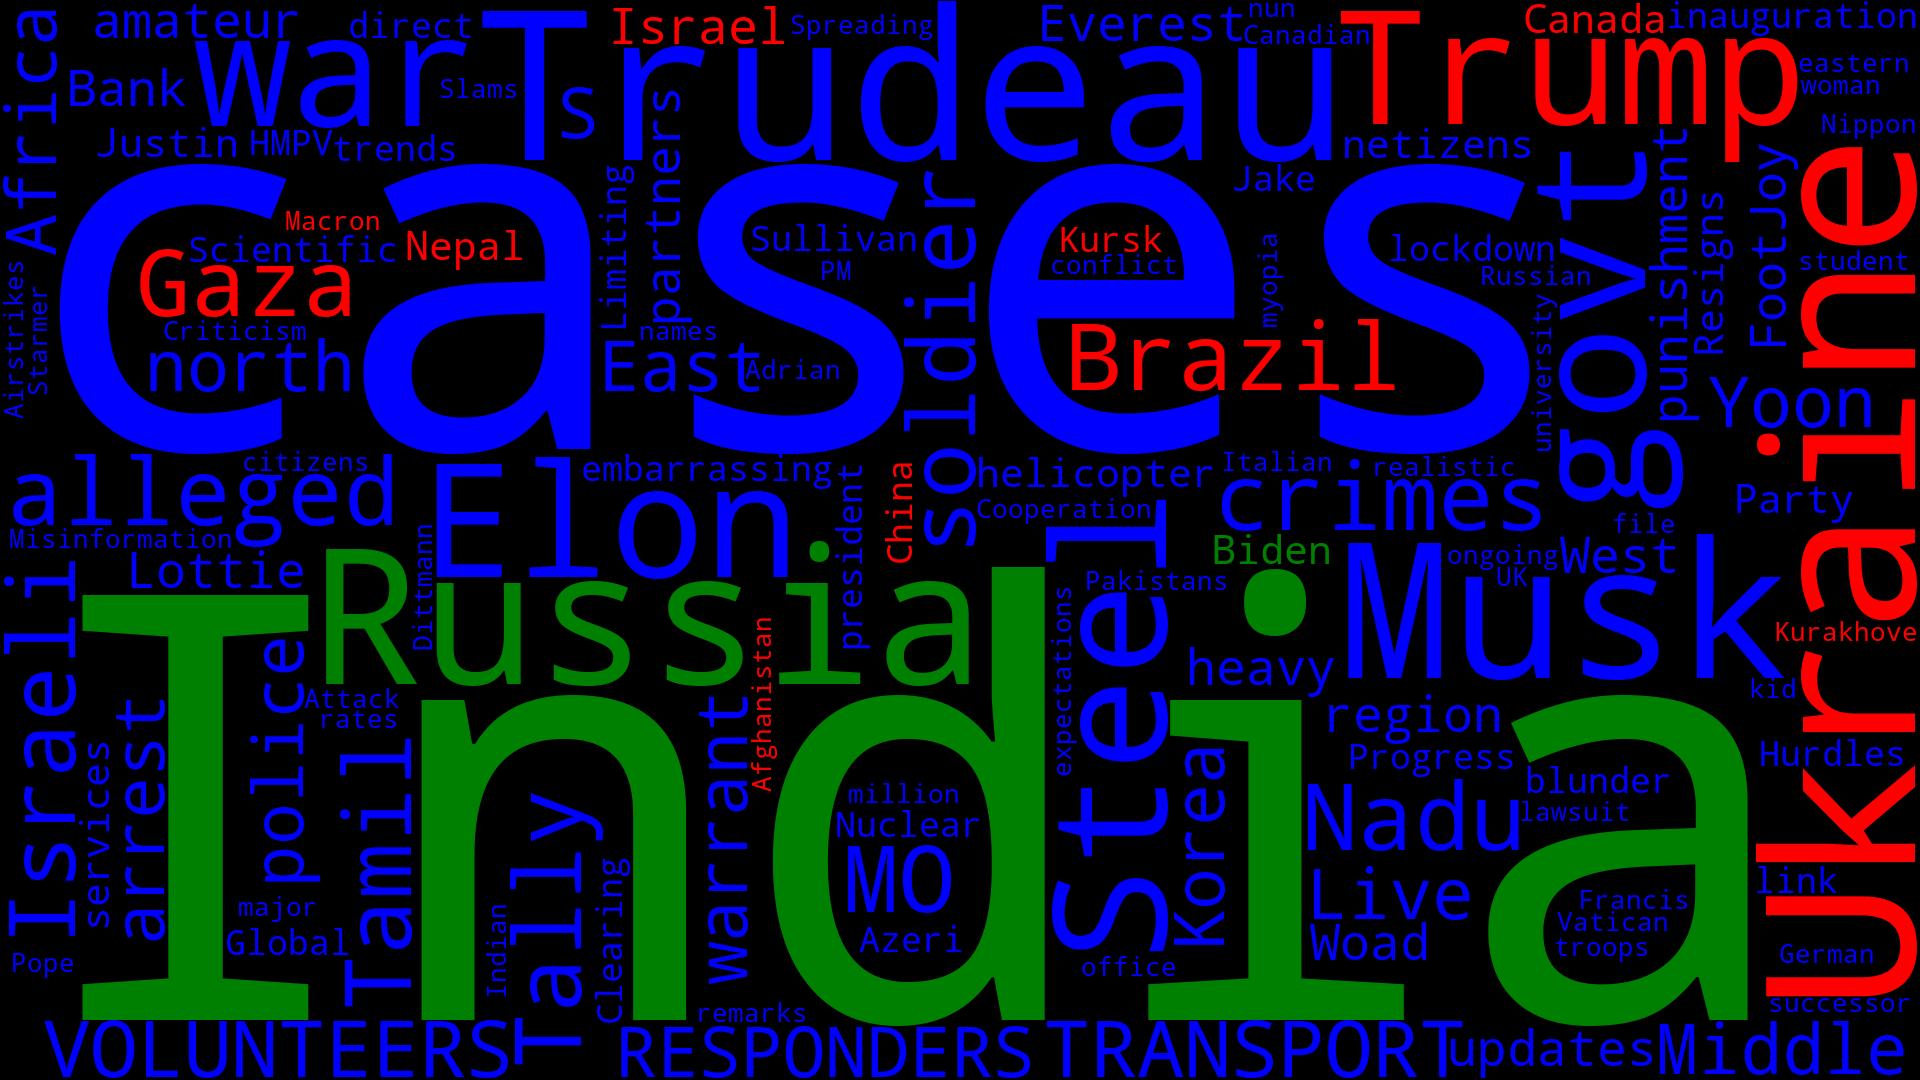 Africa
amateur
direct
war
Trudeau
Israel
Spreading
Everest
nun
Canadian
Trump
Canada
inauguration
Bank
Slams
S
eastern
woman
Justin
HMPV
trends
partners
netizens
Nippon
Limiting
Jake
cases
Macron
Scientific
Nepal
Gaza
Sullivan
PM
soldier
Kursk
conflict
myopia
lockdown
Russian
govt
punishment
Resigns
FootJoy
student
Ukraine
Airstrikes
Starmer
Criticism
north
names
East
Adrian
Brazil
university
Yoon
alleged
citizens
Elon
embarrassing
president
China
helicopter
Cooperation
Italian
realistic
crimes
Party
file
Misinformation
Lottie
Dittmann
Russia
Biden
Pakistans
Steel
expectations
Musk
ongoing
UK
West
Kurakhove
Israeli
services
arrest
police
India
Attack
rates
Tamil
Afghanistan
warrant
heavy
kid
region
Progress
Hurdles
million
Nuclear
MO
Azeri
Korea
Nadu
blunder
lawsuit
Live
Woad
link
Francis
Vatican
troops
German
major
Global
Indian
Tally
Clearing
Pope
office
remarks
successor
VOLUNTEERS
RESPONDERS
TRANSPORT
updates
Middle